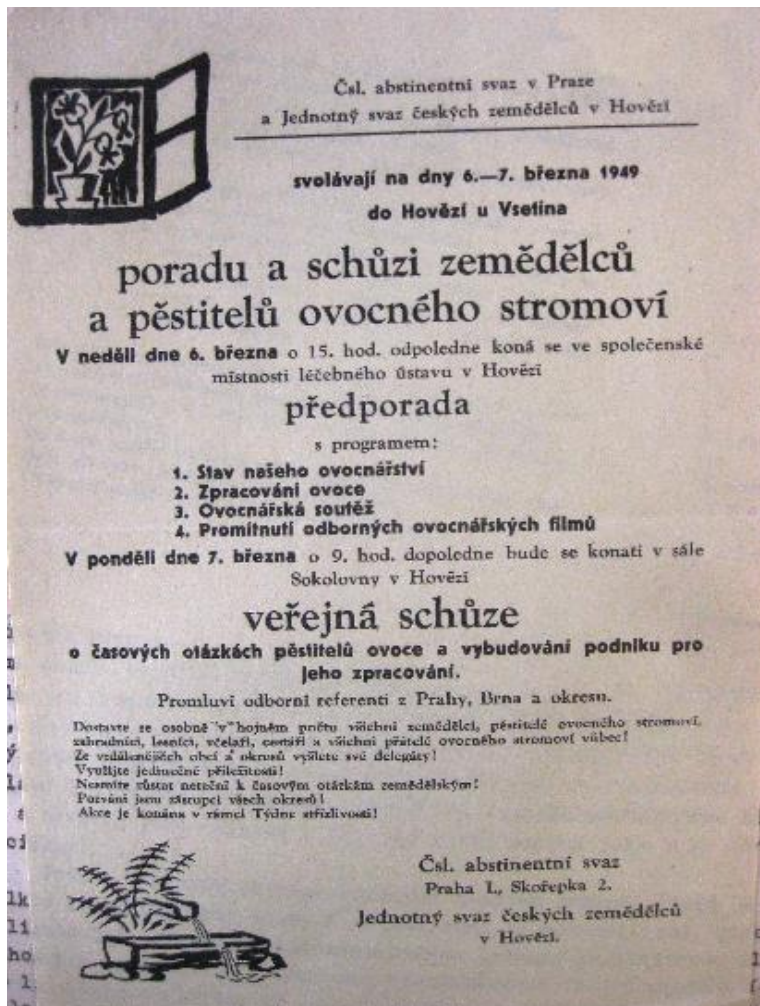 Čsl. abstinentní svaz v Praze
a Jednotný svaz českých zemědělců v Hovězí
svolávají na dny 6.—7. března 1949
do Hovězí u Vsetína
poradu a schůzi zemědělců
a pěstitelů ovocného stromoví
V neděli dne 6. března o 15. hod. odpoledne koná se ve společenské
místnosti léčebného ústavu v Hovězí
předporada
s programem:
1. Stav našeho ovocnářství
2. Zpracování ovoce
3. Ovocnářská soutěž
4. Promítnutí odborných ovocnářských filmů
V pondělí dne 7. března o 9. hod. dopoledne bude se konati v sále
Sokolovny v Hovězí
veřejná schůze
o časových otázkách pěstitelů ovoce a vybudování podniku pro
jeho zpracování.
Promluví odborní referenti z Prahy, Brna a okresu.
Dostavte se osobně v hojném počtu všichni zemědělci, pěstitelé ovocného stromoví,
zahradníci, lesníci, včelaři, a všichni přátelé ovocného stromoví vůbec!
Ze vzdálenějších obcí a okresů vyšlete své delegáty!
Využijte jedinečné příležitosti!
Nesmíte zůstat neteční k časovým otázkám zemědělským!
Pozváni jsou zástupci všech okresů!
Akce je konána v rámci Týdne střízlivosti!
Čsl. abstinentní svaz
Praha I., Skořepka 2.
Jednotný svaz českých zemědělců
v Hovězí.